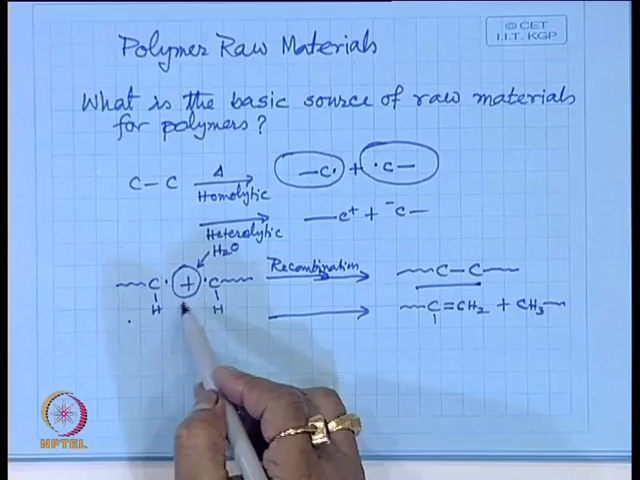 © CET
I.I.T. KGP
Polymer Raw Materials
What is the basic source of raw materials
for polymers?
C — C Δ Homolytic —C· + ·C—
Heterolytic —C⁺ + ⁻C—
H₂O
C· + ·C Recombination C—C
H H
C=CH₂ + CH₃
NPTEL